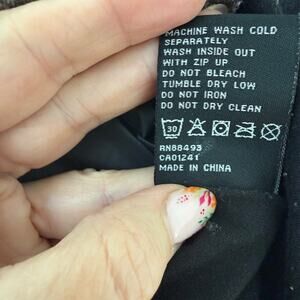 MACHINE WASH COLD
SEPARATELY
WASH INSIDE OUT
WITH ZIP UP
DO NOT BLEACH
TUMBLE DRY LOW
DO NOT IRON
DO NOT DRY CLEAN
30
RN88493
CA01241
MADE IN CHINA